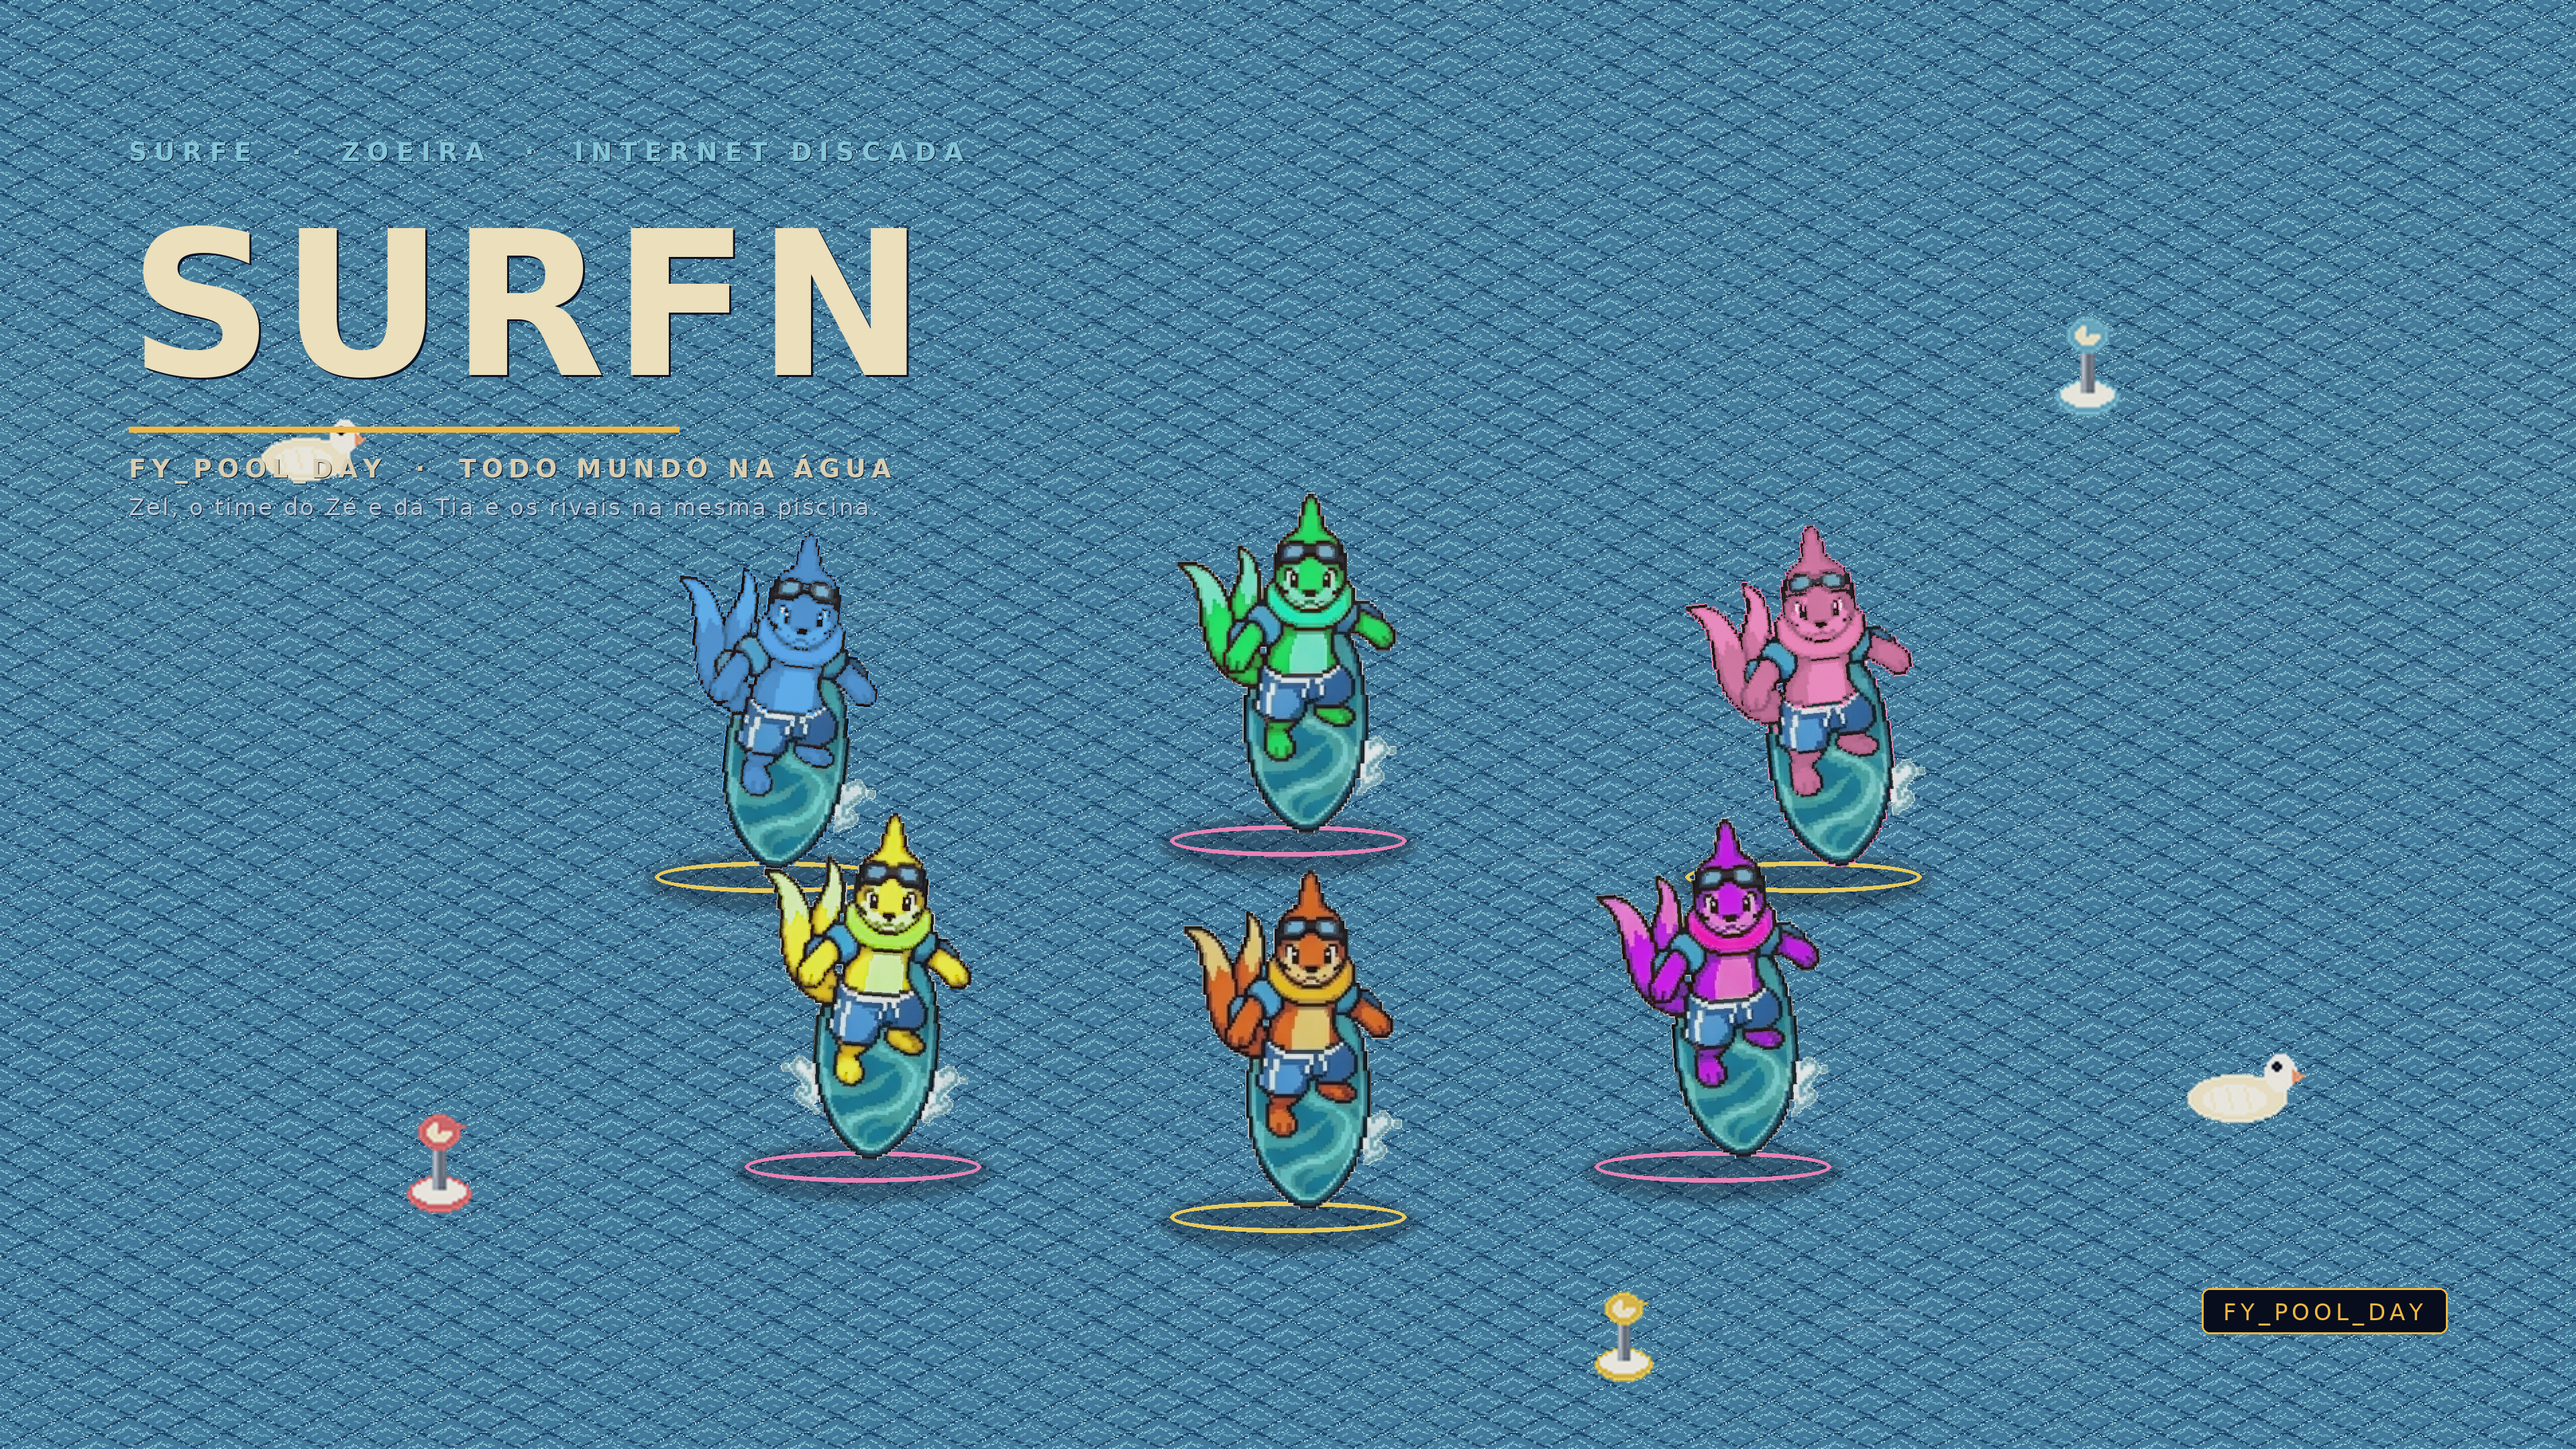 SURFE · ZOEIRA · INTERNET DISCADA
SURFN
FY_POOL_DAY · TODO MUNDO NA ÁGUA
Zel, o time do Zé e da Tia e os rivais na mesma piscina.
FY_POOL_DAY